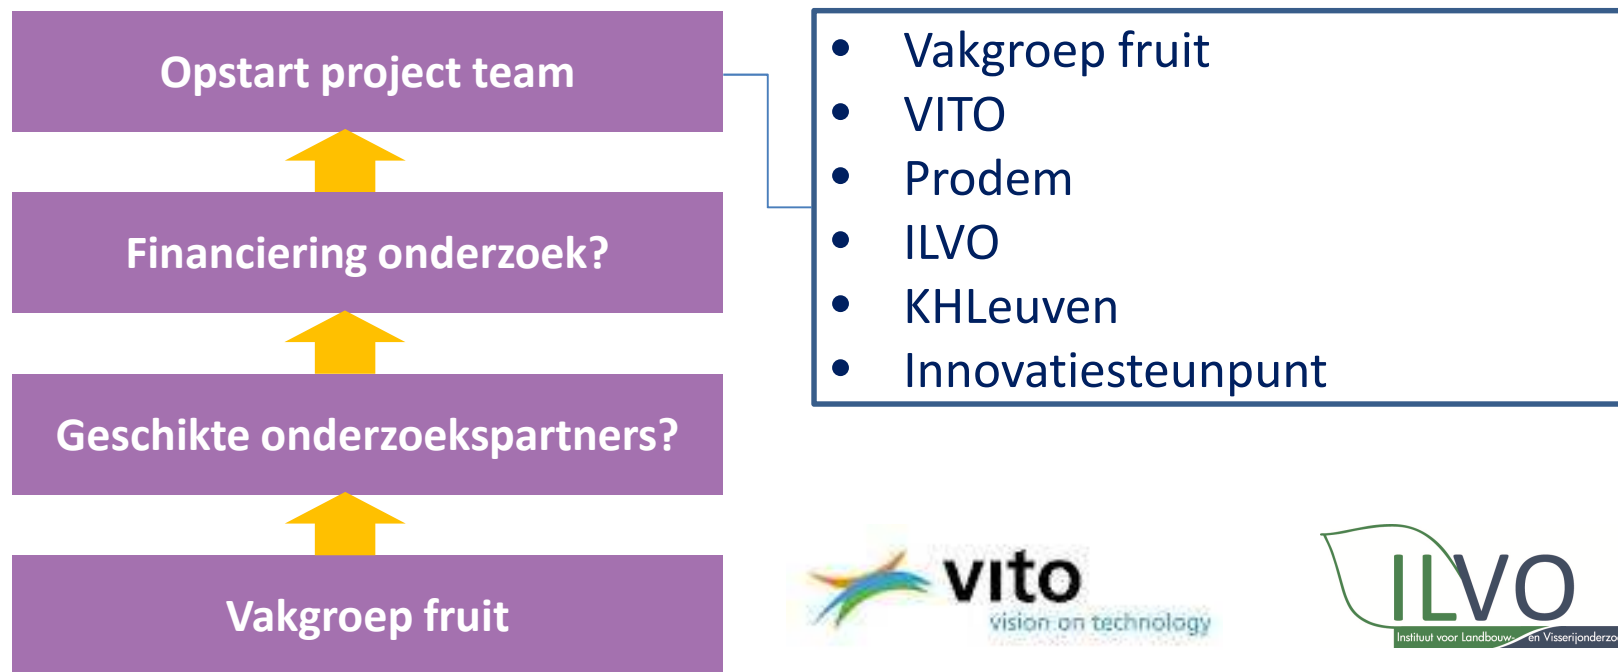 Opstart project team
Financiering onderzoek?
Geschikte onderzoekspartners?
Vakgroep fruit
• Vakgroep fruit
• VITO
• Prodem
• ILVO
• KHLeuven
• Innovatiesteunpunt
vito
vision on technology
ILVO
Instituut voor Landbouw- en Visserijonderzo